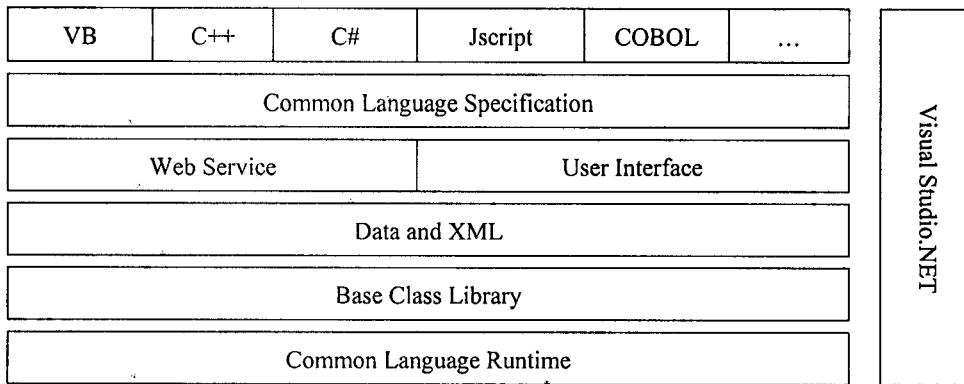 VB C++ C# Jscript COBOL ...
Common Language Specification
Web Service User Interface
Data and XML
Base Class Library
Common Language Runtime
Visual Studio.NET